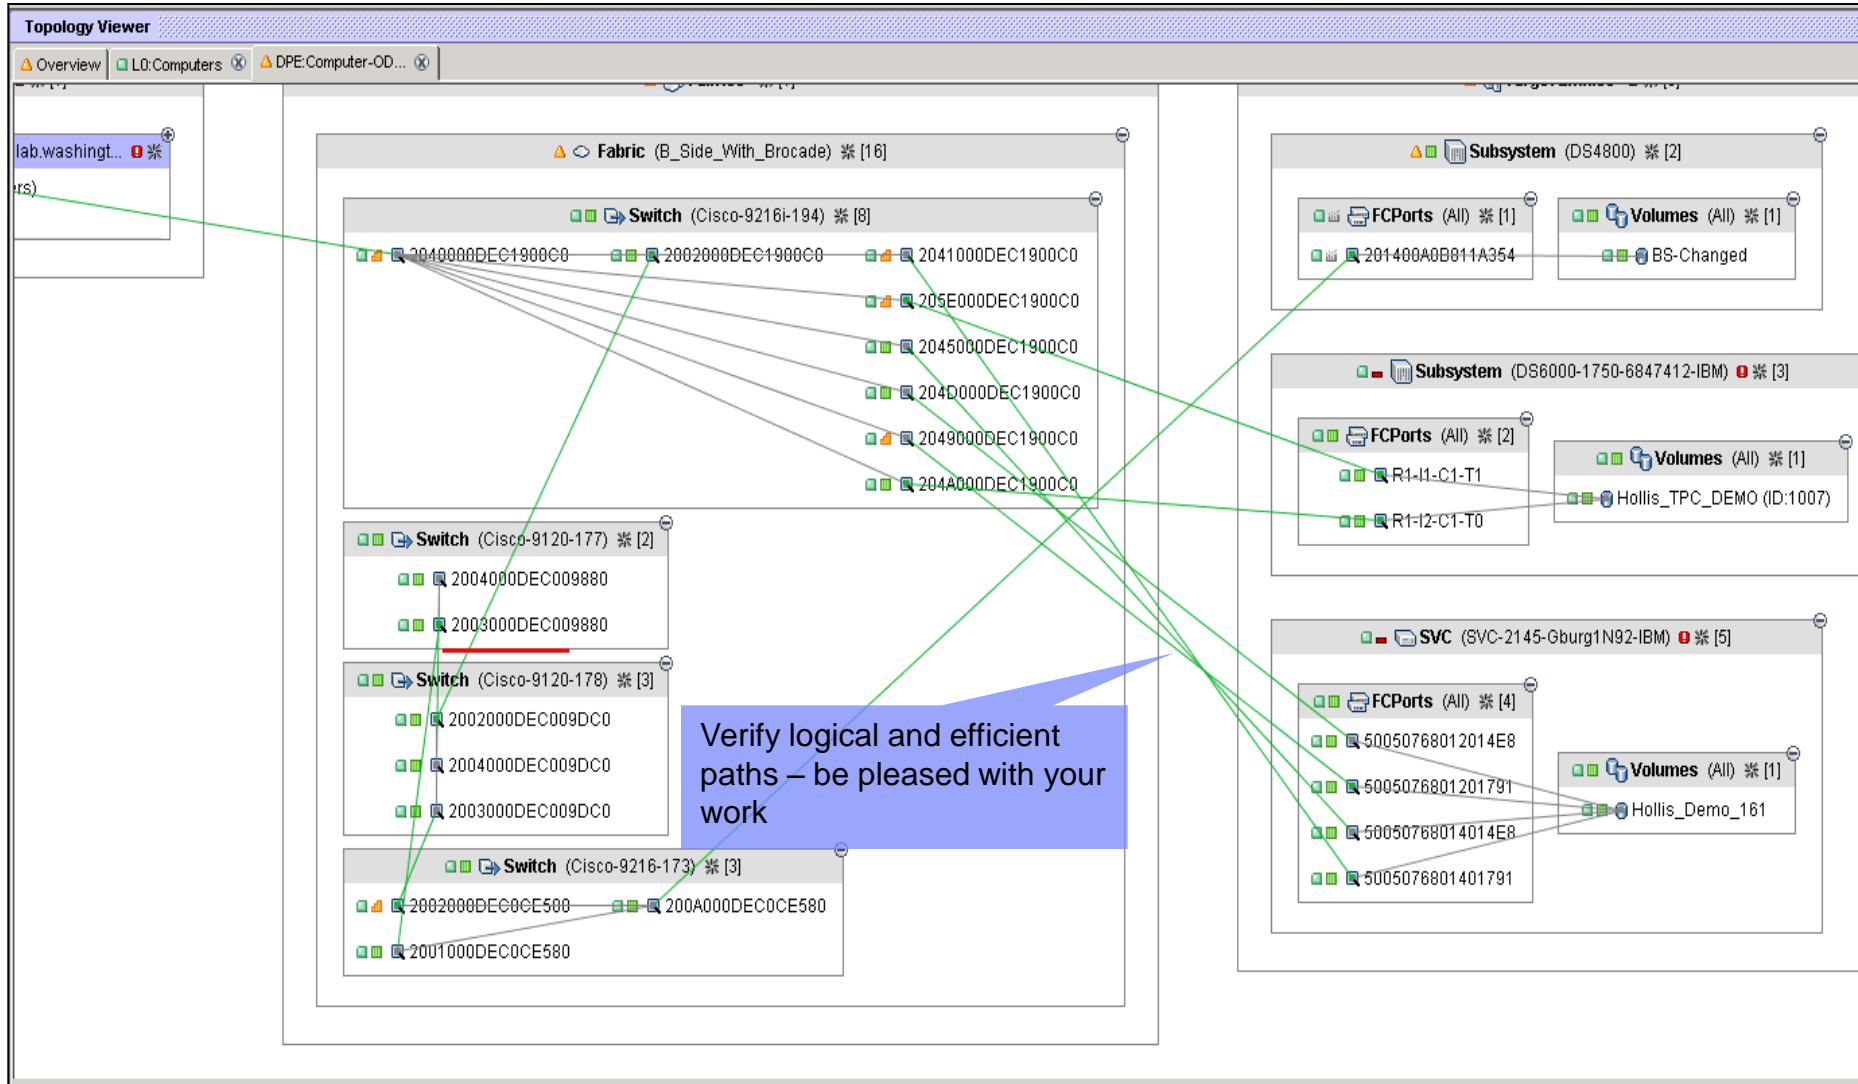 Topology Viewer
Overview
L0:Computers
DPE:Computer-OD...
lab.washingt...
Fabric (B_Side_With_Brocade) [16]
Switch (Cisco-9216i-194) [8]
2040000DEC1900C0
2002000DEC1900C0
2041000DEC1900C0
205E000DEC1900C0
2045000DEC1900C0
204D000DEC1900C0
2049000DEC1900C0
204A000DEC1900C0
Switch (Cisco-9120-177) [2]
2004000DEC009880
2003000DEC009880
Switch (Cisco-9120-178) [3]
2002000DEC009DC0
2004000DEC009DC0
2003000DEC009DC0
Switch (Cisco-9216-173) [3]
2002000DEC0CE580
200A000DEC0CE580
2001000DEC0CE580
Verify logical and efficient
paths – be pleased with your
work
Subsystem (DS4800) [2]
FCPorts (All) [1]
201400A0B811A354
Volumes (All) [1]
BS-Changed
Subsystem (DS6000-1750-6847412-IBM) [3]
FCPorts (All) [2]
R1-I1-C1-T1
R1-I2-C1-T0
Volumes (All) [1]
Hollis_TPC_DEMO (ID:1007)
SVC (SVC-2145-Gburg1N92-IBM) [5]
FCPorts (All) [4]
50050768012014E8
5005076801201791
50050768014014E8
5005076801401791
Volumes (All) [1]
Hollis_Demo_161